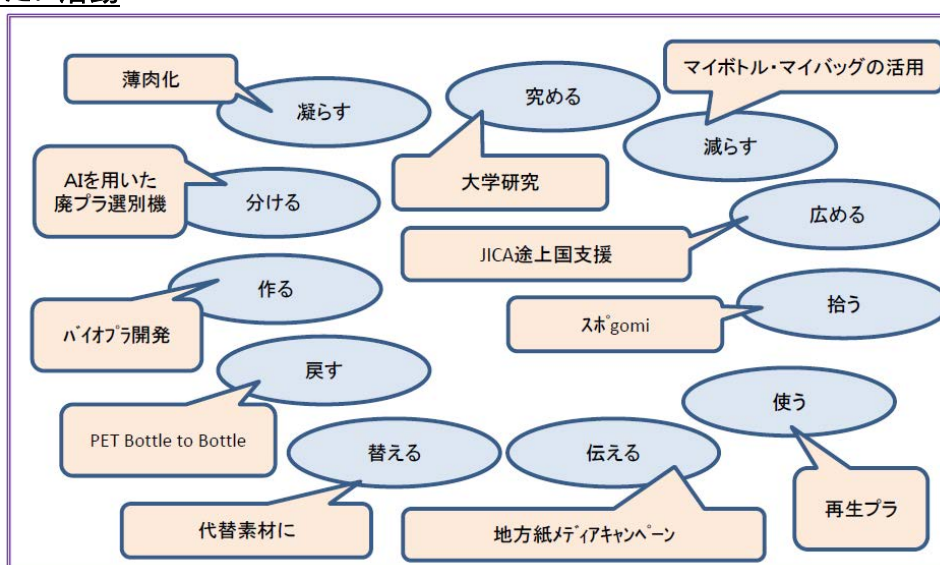 活動
マイボトル・マイバッグの活用
薄肉化
究める
凝らす
減らす
AIを用いた
廃プラ選別機
大学研究
分ける
広める
JICA途上国支援
作る
拾う
スポgomi
バイオプラ開発
戻す
使う
PET Bottle to Bottle
替える
伝える
再生プラ
代替素材に
地方紙メディアキャンペーン